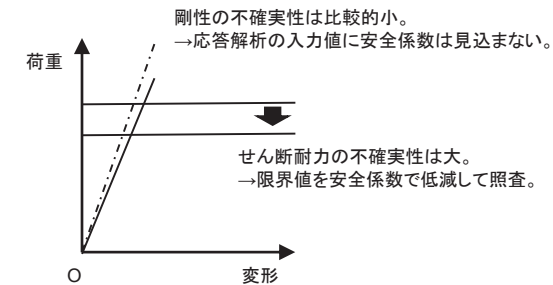 剛性の不確実性は比較的小。
→応答解析の入力値に安全係数は見込まない。
荷重
せん断耐力の不確実性は大。
→限界値を安全係数で低減して照査。
O
変形